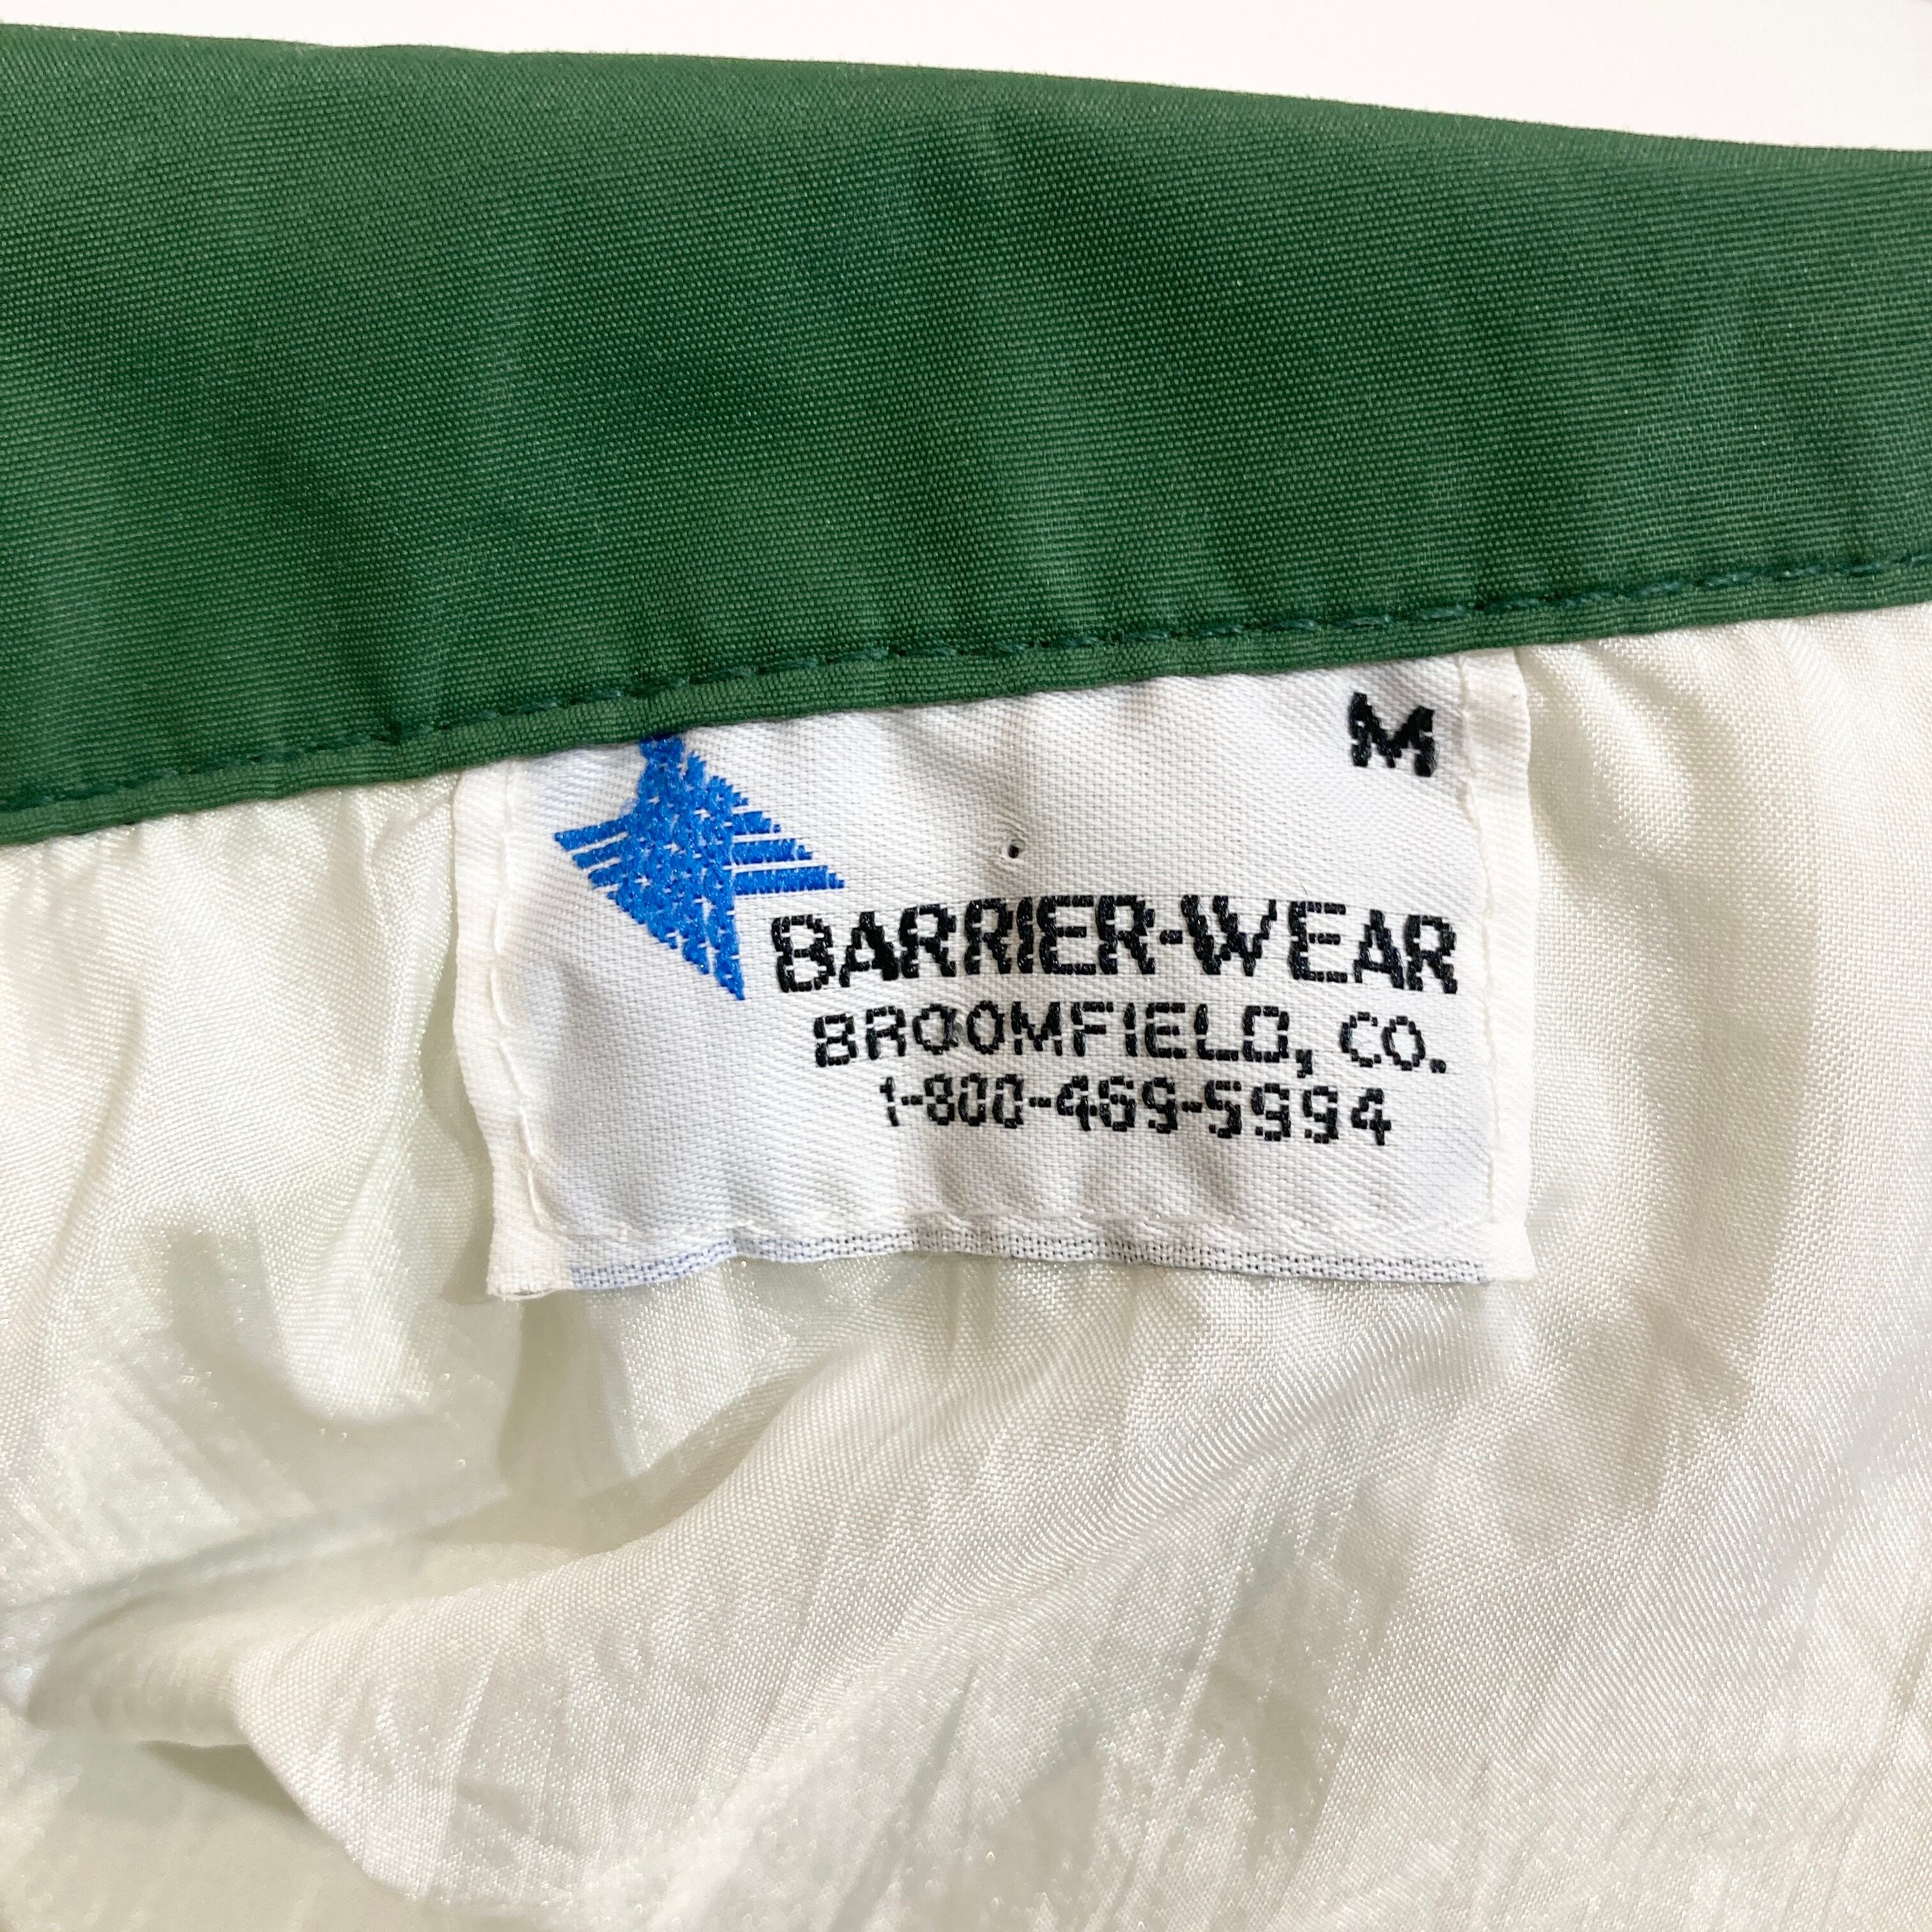 M
BARRIER-WEAR
BROOMFIELD, CO.
1-800-469-5994